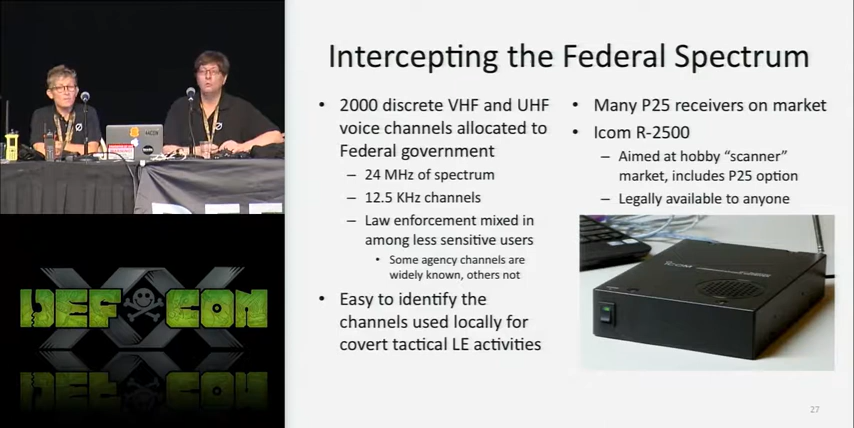 Intercepting the Federal Spectrum
• 2000 discrete VHF and UHF
voice channels allocated to
Federal government
– 24 MHz of spectrum
– 12.5 KHz channels
– Law enforcement mixed in
among less sensitive users
• Some agency channels are
widely known, others not
• Easy to identify the
channels used locally for
covert tactical LE activities
• Many P25 receivers on market
• Icom R-2500
– Aimed at hobby “scanner”
market, includes P25 option
– Legally available to anyone
ICOM
27
DEF CON
XX